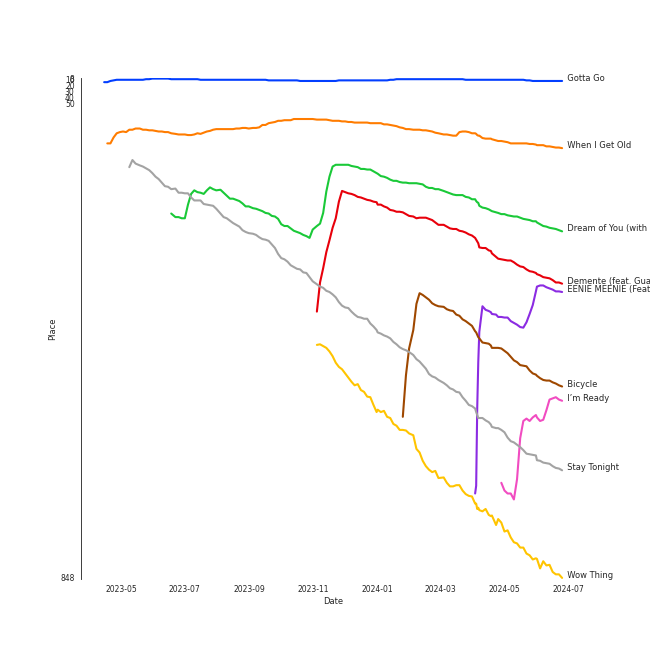 Gotta Go
10
20
30
40
50
When I Get Old
Dream of You (with
Demente (feat. Gua
EENIE MEENIE (Feat
Place
Bicycle
I'm Ready
Stay Tonight
Wow Thing
848
2023-05 2023-07 2023-09 2023-11 2024-01 2024-03 2024-05 2024-07
Date